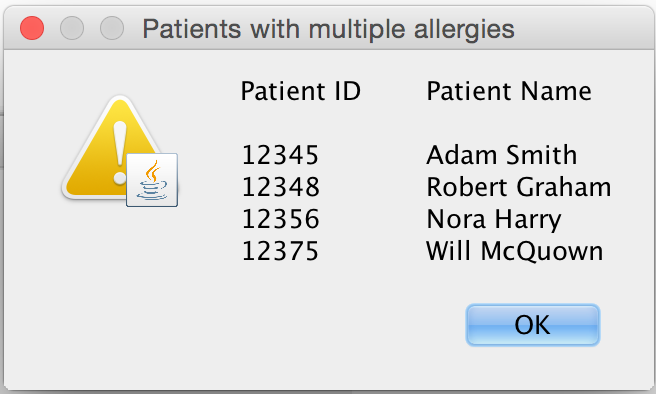 Patients with multiple allergies
Patient ID Patient Name
12345 Adam Smith
12348 Robert Graham
12356 Nora Harry
12375 Will McQuown
OK